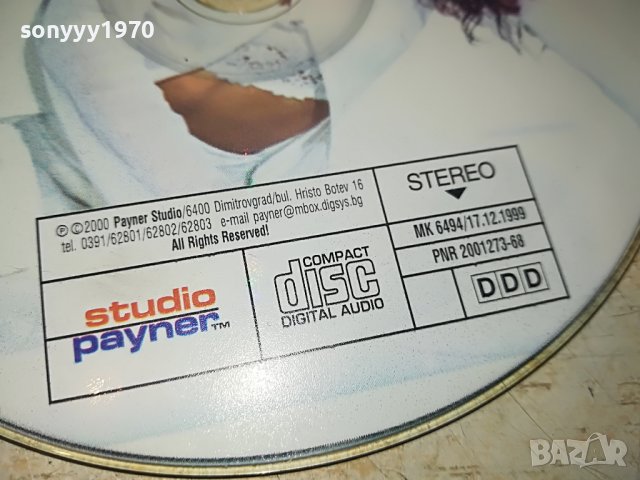 sonyyy1970
℗©2000 Payner Studio/6400 Dimitrovgrad/bul. Hristo Botev 16
tel. 0391/62801/62802/62803 e-mail payner@mbox.digsys.bg
All Rights Reserved!
STEREO
MK 6494/17.12.1999
PNR 2001273-68
studio
payner™
COMPACT
disc
DIGITAL AUDIO
DDD
BAZAR